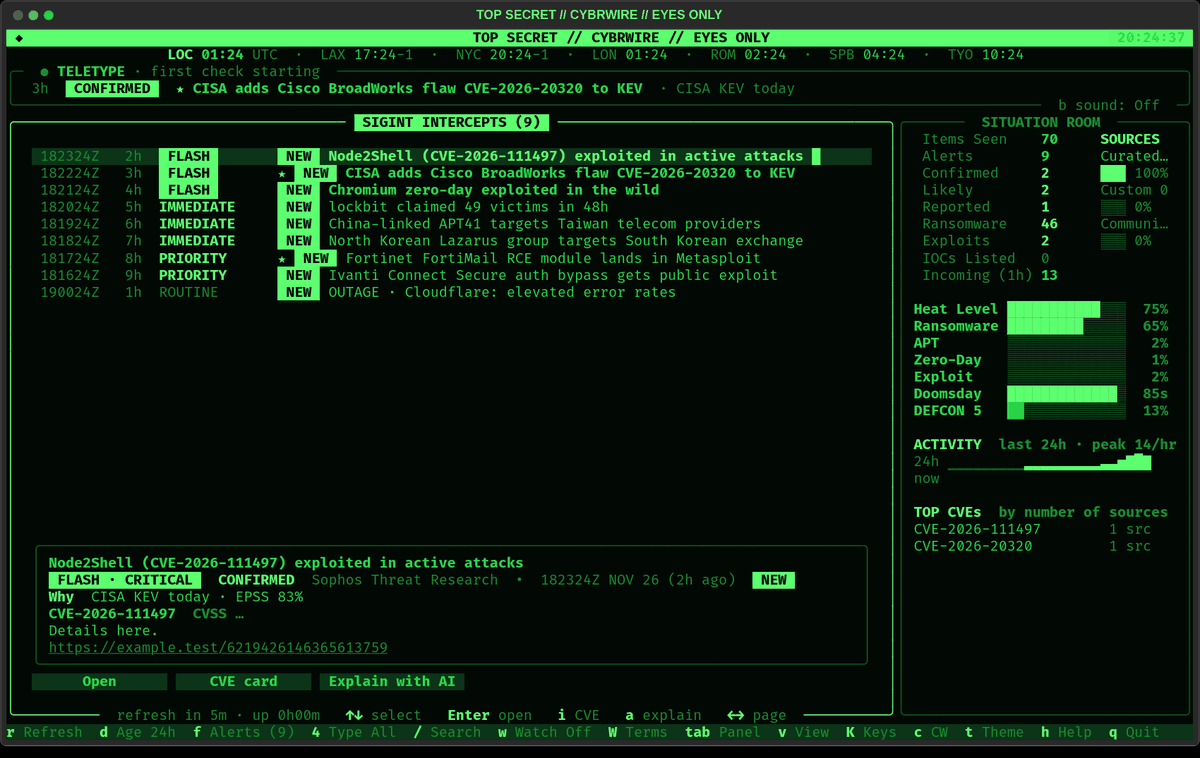 TOP SECRET // CYBRWIRE // EYES ONLY
◆ TOP SECRET // CYBRWIRE // EYES ONLY 20:24:37
LOC 01:24 UTC · LAX 17:24-1 · NYC 20:24-1 · LON 01:24 · ROM 02:24 · SPB 04:24 · TYO 10:24
● TELETYPE · first check starting
3h CONFIRMED ★ CISA adds Cisco BroadWorks flaw CVE-2026-20320 to KEV · CISA KEV today
b sound: Off
SIGINT INTERCEPTS (9)
182324Z 2h FLASH NEW Node2Shell (CVE-2026-111497) exploited in active attacks
182224Z 3h FLASH ★ NEW CISA adds Cisco BroadWorks flaw CVE-2026-20320 to KEV
182124Z 4h FLASH NEW Chromium zero-day exploited in the wild
182024Z 5h IMMEDIATE NEW lockbit claimed 49 victims in 48h
181924Z 6h IMMEDIATE NEW China-linked APT41 targets Taiwan telecom providers
181824Z 7h IMMEDIATE NEW North Korean Lazarus group targets South Korean exchange
181724Z 8h PRIORITY ★ NEW Fortinet FortiMail RCE module lands in Metasploit
181624Z 9h PRIORITY NEW Ivanti Connect Secure auth bypass gets public exploit
190024Z 1h ROUTINE NEW OUTAGE · Cloudflare: elevated error rates
Node2Shell (CVE-2026-111497) exploited in active attacks
FLASH · CRITICAL CONFIRMED Sophos Threat Research • 182324Z NOV 26 (2h ago) NEW
Why CISA KEV today · EPSS 83%
CVE-2026-111497 CVSS …
Details here.
https://example.test/6219426146365613759
Open CVE card Explain with AI
refresh in 5m · up 0h00m ↑↓ select Enter open i CVE a explain ↔ page
SITUATION ROOM
Items Seen 70 SOURCES
Alerts 9 Curated…
Confirmed 2 100%
Likely 2 Custom 0
Reported 1 0%
Ransomware 46 Communi…
Exploits 2 0%
IOCs Listed 0
Incoming (1h) 13
Heat Level 75%
Ransomware 65%
APT 2%
Zero-Day 1%
Exploit 2%
Doomsday 85s
DEFCON 5 13%
ACTIVITY last 24h · peak 14/hr
24h
now
TOP CVEs by number of sources
CVE-2026-111497 1 src
CVE-2026-20320 1 src
r Refresh d Age 24h f Alerts (9) 4 Type All / Search w Watch Off W Terms tab Panel v View K Keys c CW t Theme h Help q Quit